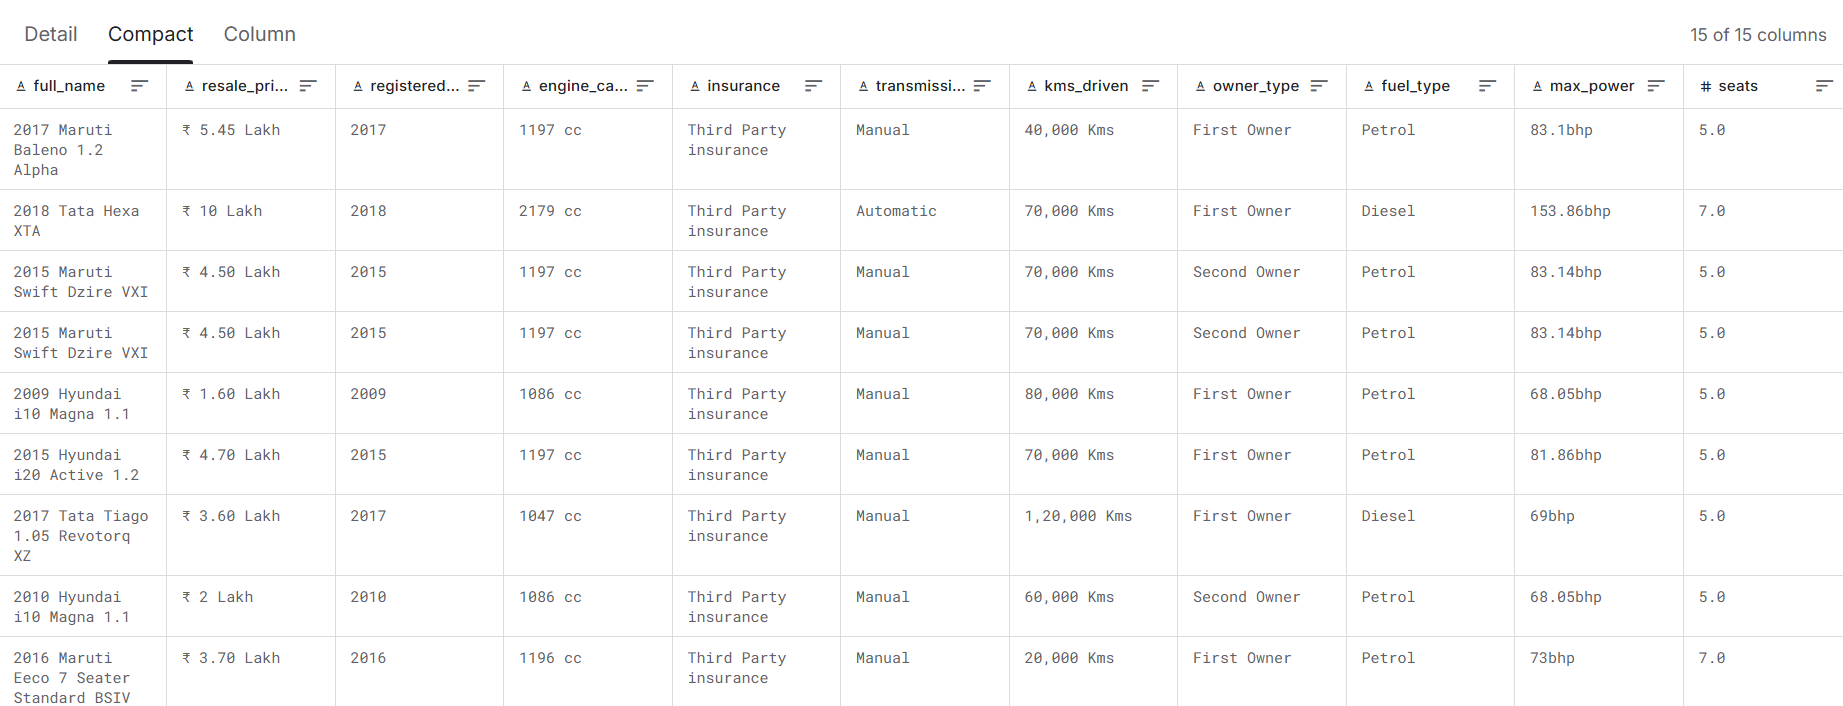 Detail Compact Column 15 of 15 columns
A full_name A resale_pri... A registered... A engine_ca... A insurance A transmissi... A kms_driven A owner_type A fuel_type A max_power # seats
2017 Maruti ₹ 5.45 Lakh 2017 1197 cc Third Party Manual 40,000 Kms First Owner Petrol 83.1bhp 5.0
Baleno 1.2 insurance
Alpha
2018 Tata Hexa ₹ 10 Lakh 2018 2179 cc Third Party Automatic 70,000 Kms First Owner Diesel 153.86bhp 7.0
XTA insurance
2015 Maruti ₹ 4.50 Lakh 2015 1197 cc Third Party Manual 70,000 Kms Second Owner Petrol 83.14bhp 5.0
Swift Dzire VXI insurance
2015 Maruti ₹ 4.50 Lakh 2015 1197 cc Third Party Manual 70,000 Kms Second Owner Petrol 83.14bhp 5.0
Swift Dzire VXI insurance
2009 Hyundai ₹ 1.60 Lakh 2009 1086 cc Third Party Manual 80,000 Kms First Owner Petrol 68.05bhp 5.0
i10 Magna 1.1 insurance
2015 Hyundai ₹ 4.70 Lakh 2015 1197 cc Third Party Manual 70,000 Kms First Owner Petrol 81.86bhp 5.0
i20 Active 1.2 insurance
2017 Tata Tiago ₹ 3.60 Lakh 2017 1047 cc Third Party Manual 1,20,000 Kms First Owner Diesel 69bhp 5.0
1.05 Revotorq insurance
XZ
2010 Hyundai ₹ 2 Lakh 2010 1086 cc Third Party Manual 60,000 Kms Second Owner Petrol 68.05bhp 5.0
i10 Magna 1.1 insurance
2016 Maruti ₹ 3.70 Lakh 2016 1196 cc Third Party Manual 20,000 Kms First Owner Petrol 73bhp 7.0
Eeco 7 Seater insurance
Standard BSIV